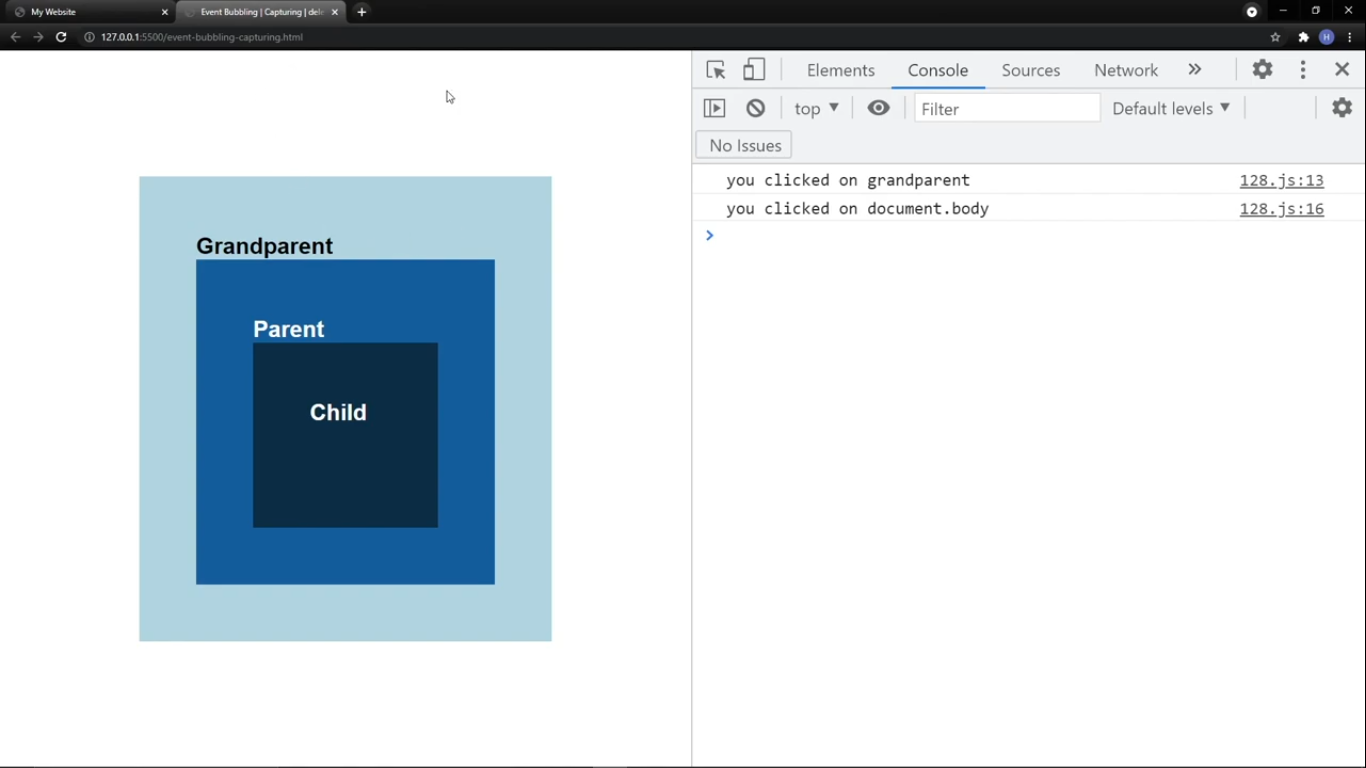 My Website
Event Bubbling | Capturing | del
127.0.0.1:5500/event-bubbling-capturing.html
H
Elements Console Sources Network
top Filter Default levels
No Issues
you clicked on grandparent 128.js:13
you clicked on document.body 128.js:16
Grandparent
Parent
Child